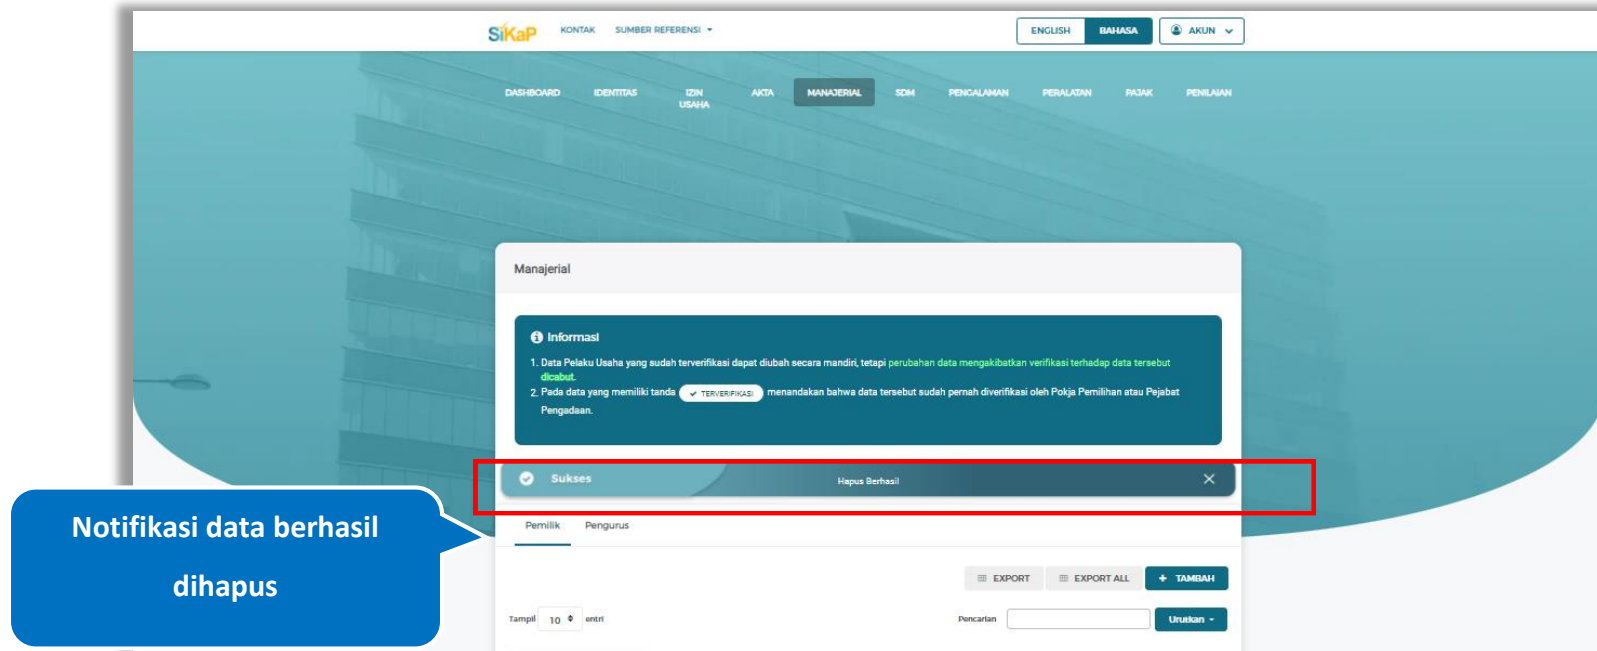 SiKaP KONTAK SUMBER REFERENSI ENGLISH BAHASA AKUN
DASHBOARD IDENTITAS IZIN USAHA AKTA MANAJERIAL SDM PENGALAMAN PERALATAN PAJAK PENILAIAN
Manajerial
Informasi
1. Data Pelaku Usaha yang sudah terverifikasi dapat diubah secara mandiri, tetapi perubahan data mengakibatkan verifikasi terhadap data tersebut
dicabut.
2. Pada data yang memiliki tanda TERVERIFIKASI menandakan bahwa data tersebut sudah pernah diverifikasi oleh Pokja Pemilihan atau Pejabat
Pengadaan.
Sukses Hapus Berhasil
Notifikasi data berhasil
dihapus
Pemilik Pengurus
EXPORT EXPORT ALL + TAMBAH
Tampil 10 entri Pencarian Urutkan